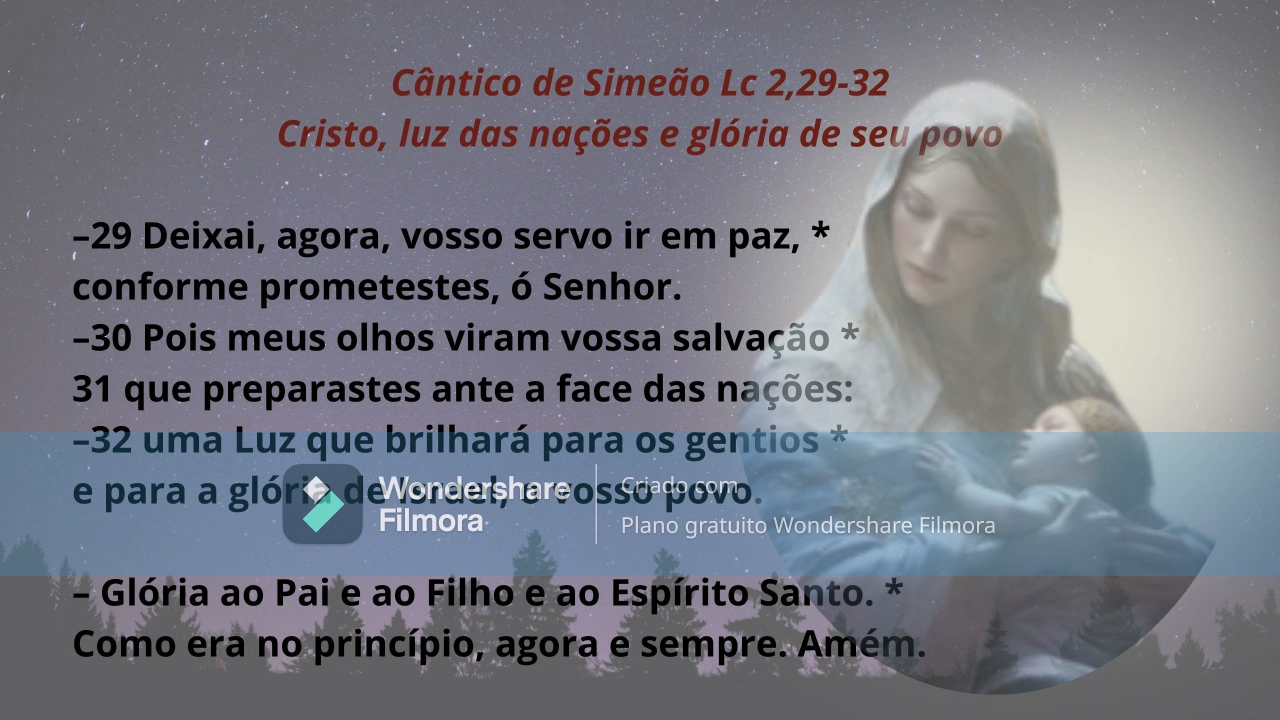 Cântico de Simeão Lc 2,29-32
Cristo, luz das nações e glória de seu povo
–29 Deixai, agora, vosso servo ir em paz, *
conforme prometestes, ó Senhor.
–30 Pois meus olhos viram vossa salvação *
31 que preparastes ante a face das nações:
–32 uma Luz que brilhará para os gentios *
e para a glória de Israel, o vosso povo.
Wondershare
Filmora
Criado com
Plano gratuito Wondershare Filmora
– Glória ao Pai e ao Filho e ao Espírito Santo. *
Como era no princípio, agora e sempre. Amém.